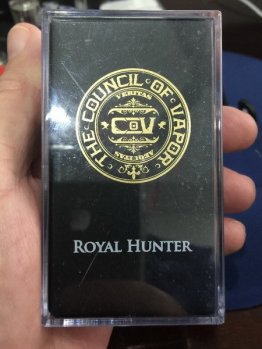 THE COUNCIL OF VAPOR
VERITAS
CoV
ROYAL HUNTER